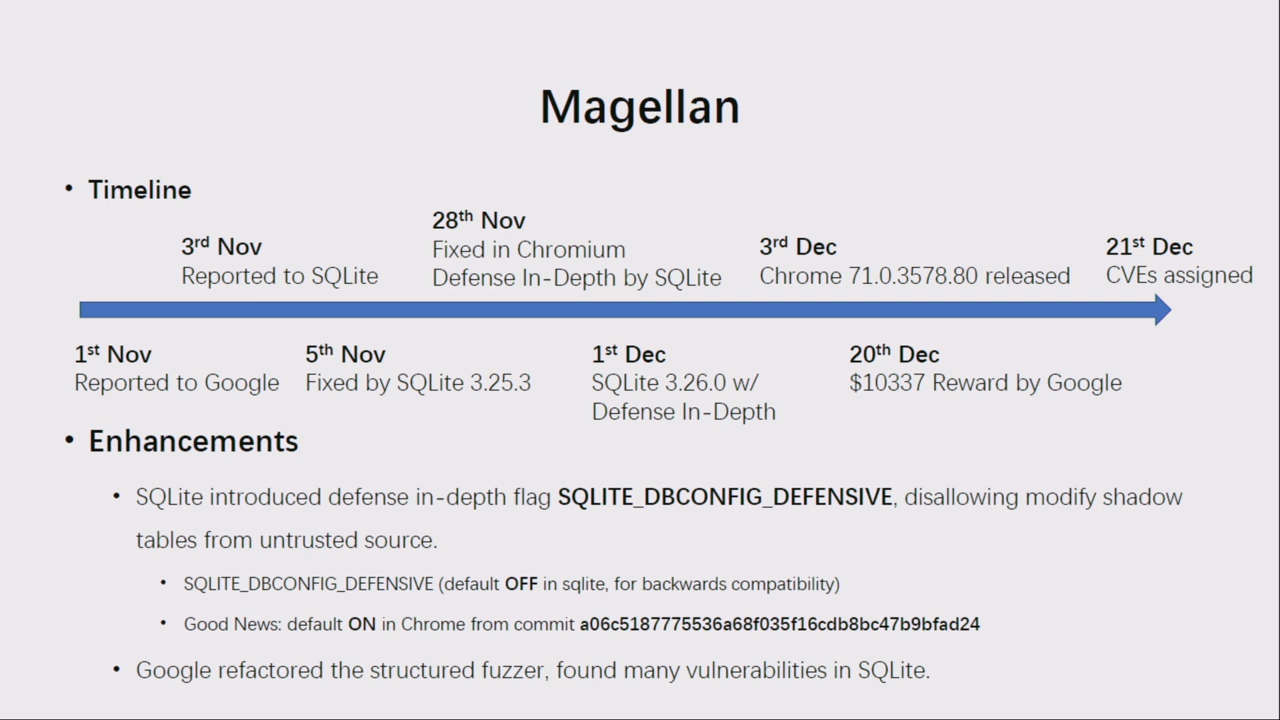 Magellan
• Timeline
3rd Nov
Reported to SQLite
28th Nov
Fixed in Chromium
Defense In-Depth by SQLite
3rd Dec
Chrome 71.0.3578.80 released
21st Dec
CVEs assigned
1st Nov
Reported to Google
5th Nov
Fixed by SQLite 3.25.3
1st Dec
SQLite 3.26.0 w/
Defense In-Depth
20th Dec
$10337 Reward by Google
• Enhancements
• SQLite introduced defense in-depth flag SQLITE_DBCONFIG_DEFENSIVE, disallowing modify shadow
tables from untrusted source.
• SQLITE_DBCONFIG_DEFENSIVE (default OFF in sqlite, for backwards compatibility)
• Good News: default ON in Chrome from commit a06c5187775536a68f035f16cdb8bc47b9bfad24
• Google refactored the structured fuzzer, found many vulnerabilities in SQLite.